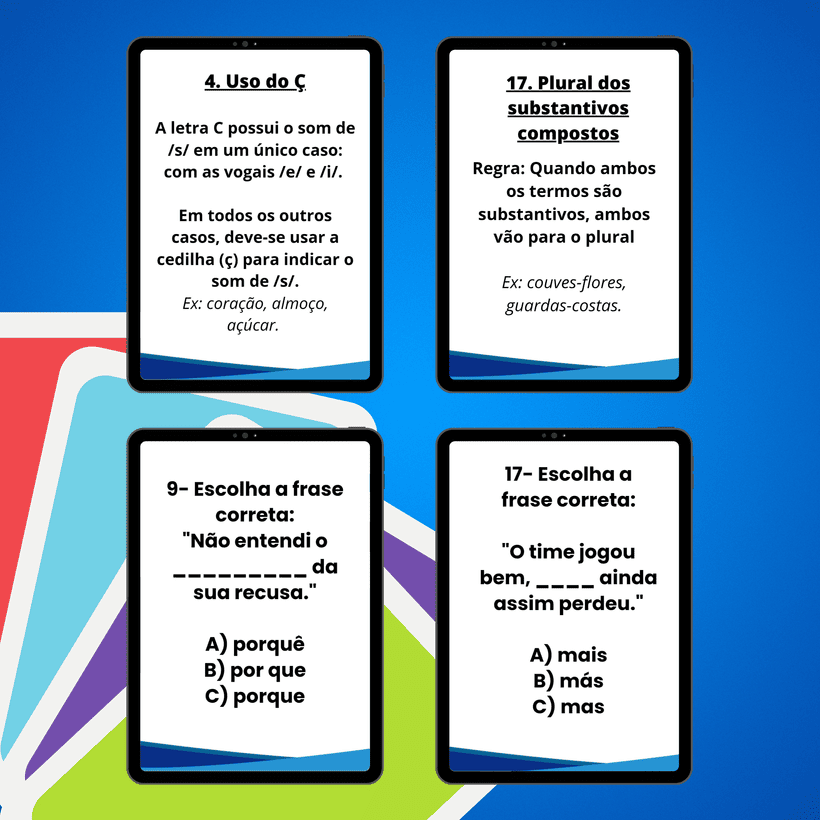 4. Uso do Ç
A letra C possui o som de
/s/ em um único caso:
com as vogais /e/ e /i/.
Em todos os outros
casos, deve-se usar a
cedilha (ç) para indicar o
som de /s/.
Ex: coração, almoço,
açúcar.
17. Plural dos
substantivos
compostos
Regra: Quando ambos
os termos são
substantivos, ambos
vão para o plural
Ex: couves-flores,
guardas-costas.
9- Escolha a frase
correta:
"Não entendi o
_________ da
sua recusa."
A) porquê
B) por que
C) porque
17- Escolha a
frase correta:
"O time jogou
bem, ____ ainda
assim perdeu."
A) mais
B) más
C) mas